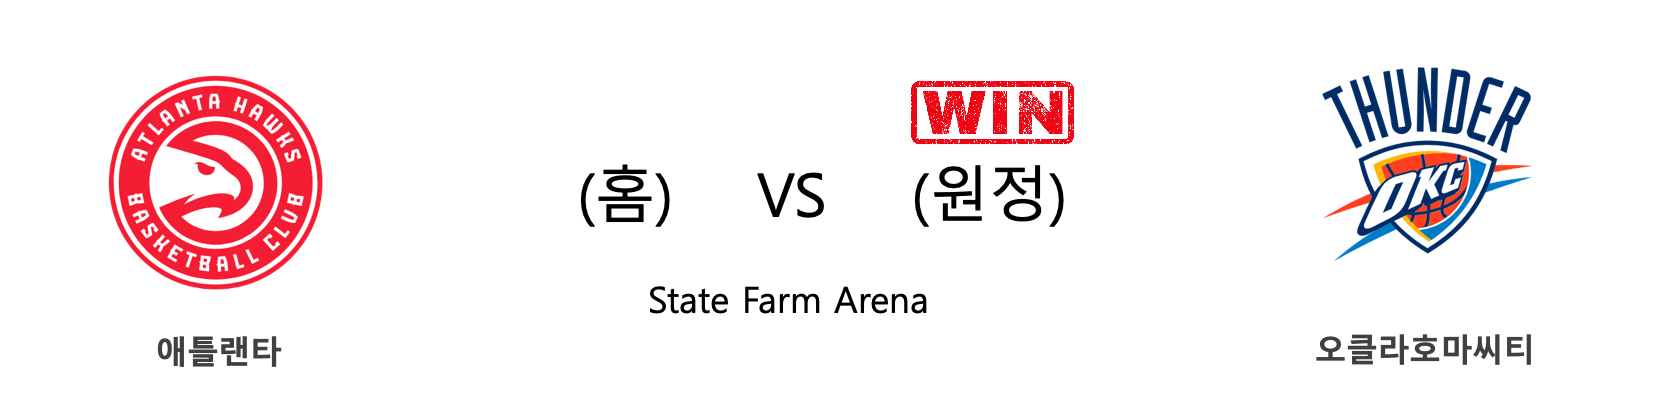 ATLANTA HAWKS
BASKETBALL CLUB
애틀랜타
WIN
(홈) VS (원정)
State Farm Arena
THUNDER
OKC
오클라호마씨티